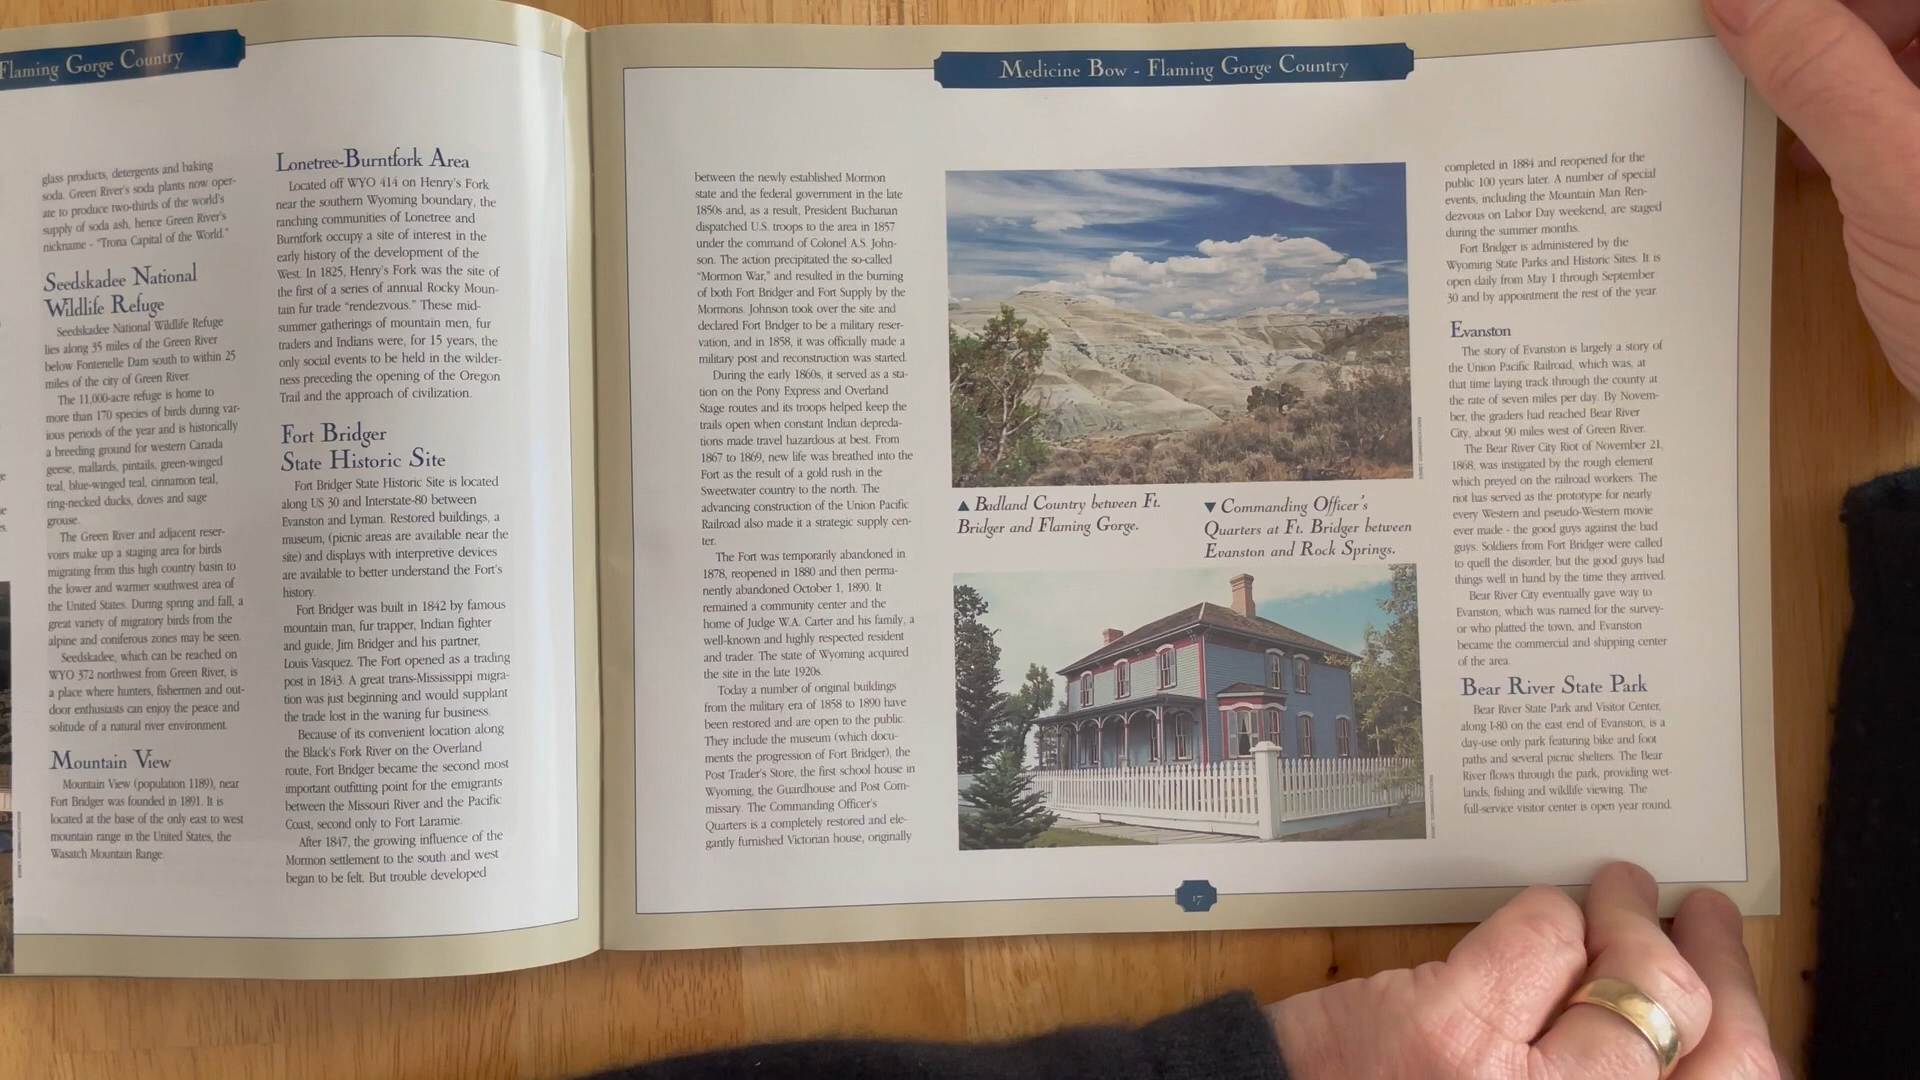 Flaming Gorge Country
glass products, detergents and baking
soda. Green River's soda plants now oper-
ate to produce two-thirds of the world's
supply of soda ash, hence Green River's
nickname - "Trona Capital of the World."
Seedskadee National
Wildlife Refuge
Seedskadee National Wildlife Refuge
lies along 35 miles of the Green River
below Fontenelle Dam south to within 25
miles of the city of Green River.
The 11,000-acre refuge is home to
more than 170 species of birds during var-
ious periods of the year and is historically
a breeding ground for western Canada
geese, mallards, pintails, green-winged
teal, blue-winged teal, cinnamon teal,
ring-necked ducks, doves and sage
grouse.
The Green River and adjacent reser-
voirs make up a staging area for birds
migrating from this high country basin to
the lower and warmer southwest area of
the United States. During spring and fall, a
great variety of migratory birds from the
alpine and coniferous zones may be seen.
Seedskadee, which can be reached on
WYO 372 northwest from Green River, is
a place where hunters, fishermen and out-
door enthusiasts can enjoy the peace and
solitude of a natural river environment.
Mountain View
Mountain View (population 1189), near
Fort Bridger was founded in 1891. It is
located at the base of the only east to west
mountain range in the United States, the
Wasatch Mountain Range.
Lonetree-Burntfork Area
Located off WYO 414 on Henry's Fork
near the southern Wyoming boundary, the
ranching communities of Lonetree and
Burntfork occupy a site of interest in the
early history of the development of the
West. In 1825, Henry's Fork was the site of
the first of a series of annual Rocky Moun-
tain fur trade "rendezvous." These mid-
summer gatherings of mountain men, fur
traders and Indians were, for 15 years, the
only social events to be held in the wilder-
ness preceding the opening of the Oregon
Trail and the approach of civilization.
Fort Bridger
State Historic Site
Fort Bridger State Historic Site is located
along US 30 and Interstate-80 between
Evanston and Lyman. Restored buildings, a
museum, (picnic areas are available near the
site) and displays with interpretive devices
are available to better understand the Fort's
history.
Fort Bridger was built in 1842 by famous
mountain man, fur trapper, Indian fighter
and guide, Jim Bridger and his partner,
Louis Vasquez. The Fort opened as a trading
post in 1843. A great trans-Mississippi migra-
tion was just beginning and would supplant
the trade lost in the waning fur business.
Because of its convenient location along
the Black's Fork River on the Overland
route, Fort Bridger became the second most
important outfitting point for the emigrants
between the Missouri River and the Pacific
Coast, second only to Fort Laramie.
After 1847, the growing influence of the
Mormon settlement to the south and west
began to be felt. But trouble developed
Medicine Bow - Flaming Gorge Country
between the newly established Mormon
state and the federal government in the late
1850s and, as a result, President Buchanan
dispatched U.S. troops to the area in 1857
under the command of Colonel A.S. John-
son. The action precipitated the so-called
"Mormon War," and resulted in the burning
of both Fort Bridger and Fort Supply by the
Mormons. Johnson took over the site and
declared Fort Bridger to be a military reser-
vation, and in 1858, it was officially made a
military post and reconstruction was started.
During the early 1860s, it served as a sta-
tion on the Pony Express and Overland
Stage routes and its troops helped keep the
trails open when constant Indian depreda-
tions made travel hazardous at best. From
1867 to 1869, new life was breathed into the
Fort as the result of a gold rush in the
Sweetwater country to the north. The
advancing construction of the Union Pacific
Railroad also made it a strategic supply cen-
ter.
The Fort was temporarily abandoned in
1878, reopened in 1880 and then perma-
nently abandoned October 1, 1890. It
remained a community center and the
home of Judge W.A. Carter and his family, a
well-known and highly respected resident
and trader. The state of Wyoming acquired
the site in the late 1920s.
Today a number of original buildings
from the military era of 1858 to 1890 have
been restored and are open to the public.
They include the museum (which docu-
ments the progression of Fort Bridger), the
Post Trader's Store, the first school house in
Wyoming, the Guardhouse and Post Com-
missary. The Commanding Officer's
Quarters is a completely restored and ele-
gantly furnished Victorian house, originally
▲ Badland Country between Ft.
Bridger and Flaming Gorge.
▼ Commanding Officer's
Quarters at Ft. Bridger between
Evanston and Rock Springs.
completed in 1884 and reopened for the
public 100 years later. A number of special
events, including the Mountain Man Ren-
dezvous on Labor Day weekend, are staged
during the summer months.
Fort Bridger is administered by the
Wyoming State Parks and Historic Sites. It is
open daily from May 1 through September
30 and by appointment the rest of the year.
Evanston
The story of Evanston is largely a story of
the Union Pacific Railroad, which was, at
that time laying track through the county at
the rate of seven miles per day. By Novem-
ber, the graders had reached Bear River
City, about 90 miles west of Green River.
The Bear River City Riot of November 21,
1868, was instigated by the rough element
which preyed on the railroad workers. The
riot has served as the prototype for nearly
every Western and pseudo-Western movie
ever made - the good guys against the bad
guys. Soldiers from Fort Bridger were called
to quell the disorder, but the good guys had
things well in hand by the time they arrived.
Bear River City eventually gave way to
Evanston, which was named for the survey-
or who platted the town, and Evanston
became the commercial and shipping center
of the area.
Bear River State Park
Bear River State Park and Visitor Center,
along I-80 on the east end of Evanston, is a
day-use only park featuring bike and foot
paths and several picnic shelters. The Bear
River flows through the park, providing wet-
lands, fishing and wildlife viewing. The
full-service visitor center is open year round.
17